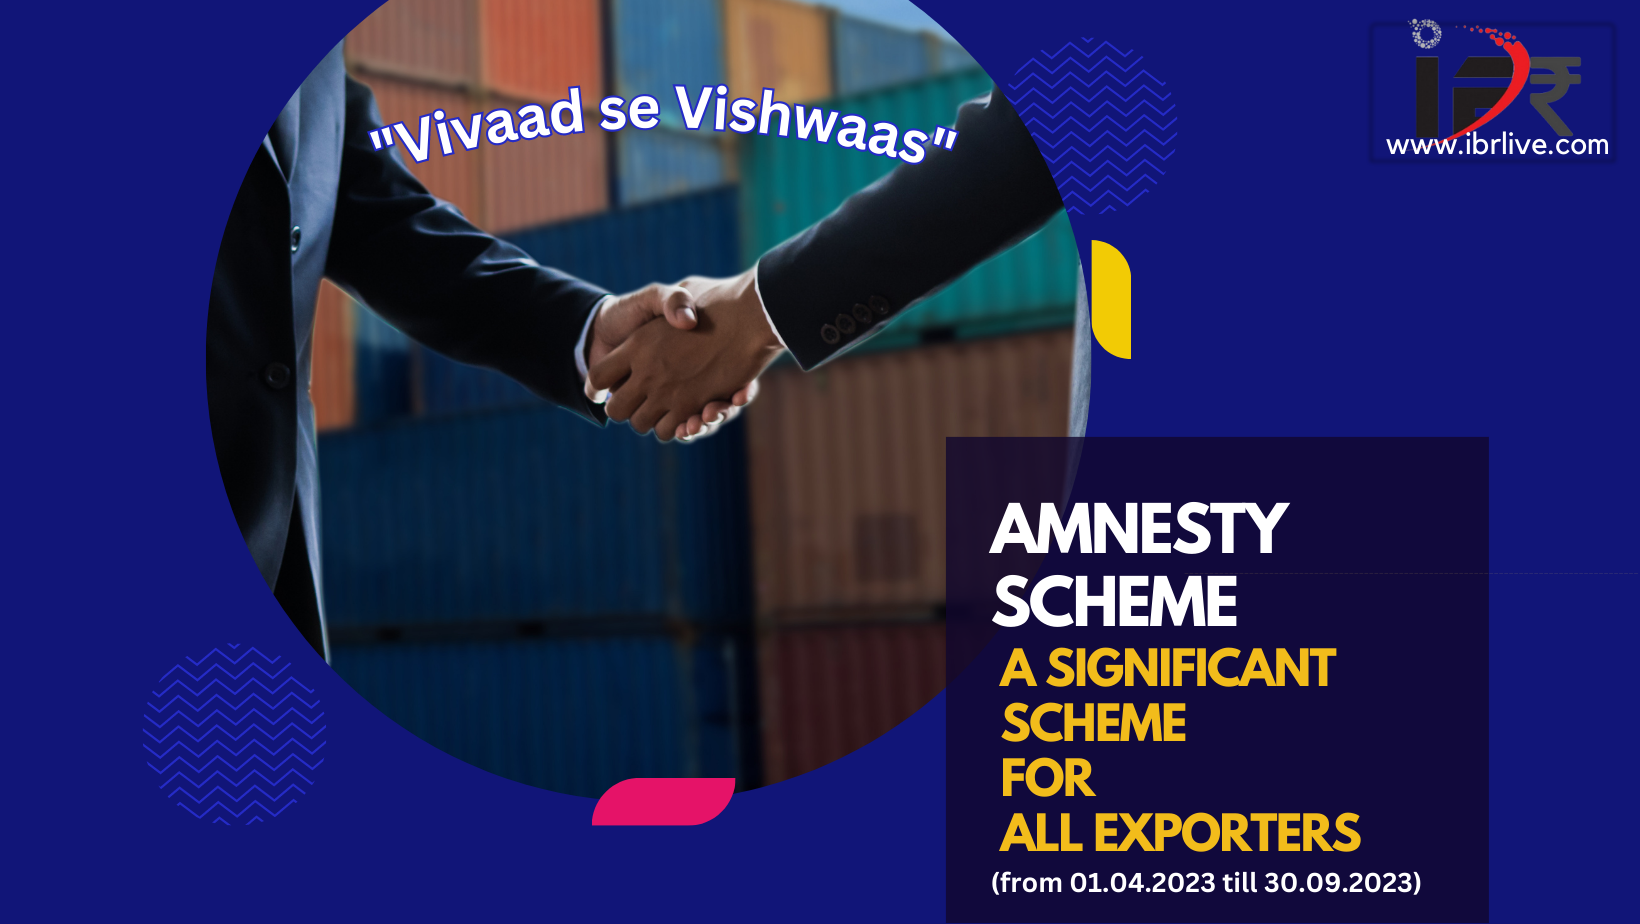 "Vivaad se Vishwaas"
IBR
www.ibrlive.com
AMNESTY
SCHEME
A SIGNIFICANT
SCHEME
FOR
ALL EXPORTERS
(from 01.04.2023 till 30.09.2023)